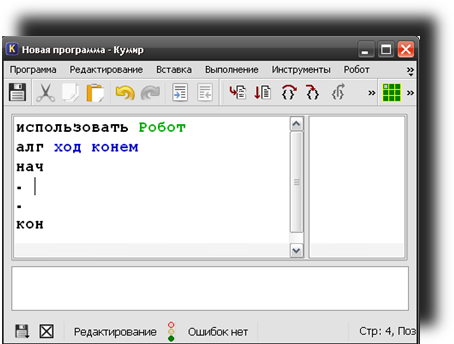 Новая программа - Кумир
Программа Редактирование Вставка Выполнение Инструменты Робот
использовать Робот
алг ход конем
нач
кон
Редактирование Ошибок нет Стр: 4, Поз